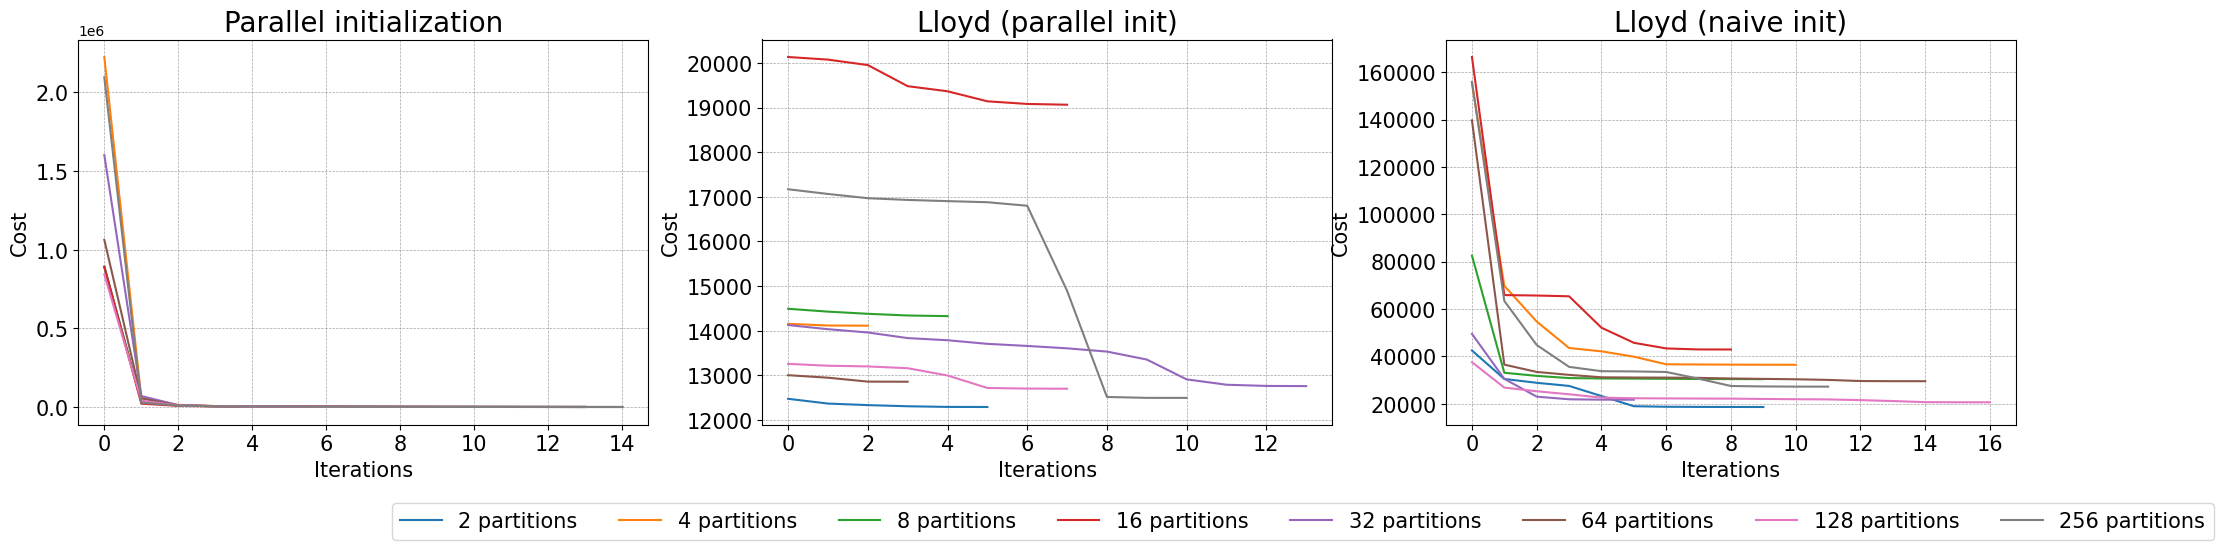 Parallel initialization
1e6
2.0
1.5
1.0
0.5
0.0
Cost
0 2 4 6 8 10 12 14
Iterations
Lloyd (parallel init)
20000
19000
18000
17000
16000
15000
14000
13000
12000
Cost
0 2 4 6 8 10 12
Iterations
Lloyd (naive init)
160000
140000
120000
100000
80000
60000
40000
20000
Cost
0 2 4 6 8 10 12 14 16
Iterations
2 partitions 4 partitions 8 partitions 16 partitions 32 partitions 64 partitions 128 partitions 256 partitions